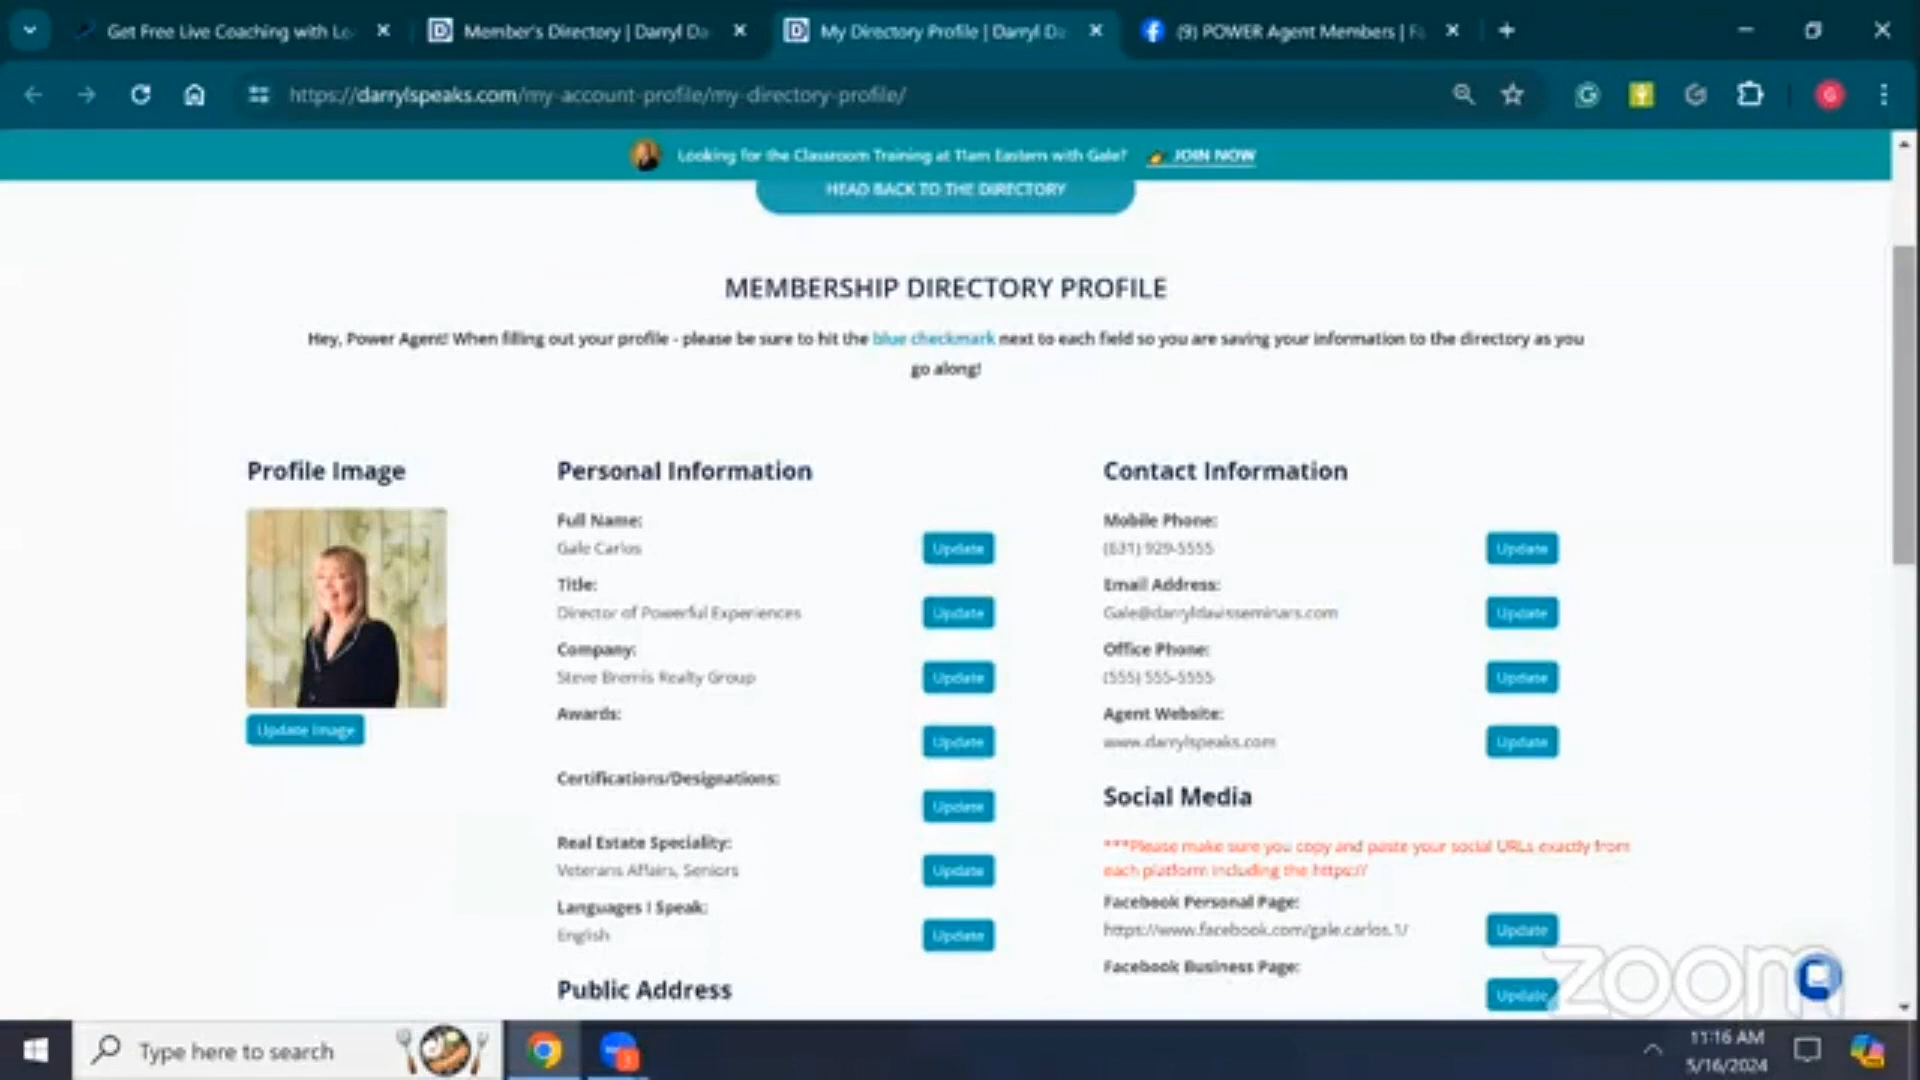 Get Free Live Coaching with Lo
Member's Directory | Darryl Da
My Directory Profile | Darryl Da
(9) POWER Agent Members | Fa
https://darrylspeaks.com/my-account-profile/my-directory-profile/
Looking for the Classroom Training at 11am Eastern with Gale? JOIN NOW
HEAD BACK TO THE DIRECTORY
MEMBERSHIP DIRECTORY PROFILE
Hey, Power Agent! When filling out your profile - please be sure to hit the blue checkmark next to each field so you are saving your information to the directory as you
go along!
Profile Image
Update Image
Personal Information
Full Name:
Gale Carlos
Update
Title:
Director of Powerful Experiences
Update
Company:
Steve Bremis Realty Group
Update
Awards:
Update
Certifications/Designations:
Update
Real Estate Speciality:
Veterans Affairs, Seniors
Update
Languages I Speak:
English
Update
Public Address
Contact Information
Mobile Phone:
(631) 929-5555
Update
Email Address:
Gale@darryldavisseminars.com
Update
Office Phone:
(555) 555-5555
Update
Agent Website:
www.darrylspeaks.com
Update
Social Media
***Please make sure you copy and paste your social URLs exactly from
each platform including the https://
Facebook Personal Page:
https://www.facebook.com/gale.carlos.1/
Update
Facebook Business Page:
Update
zoom
Type here to search
11:16 AM
5/16/2024